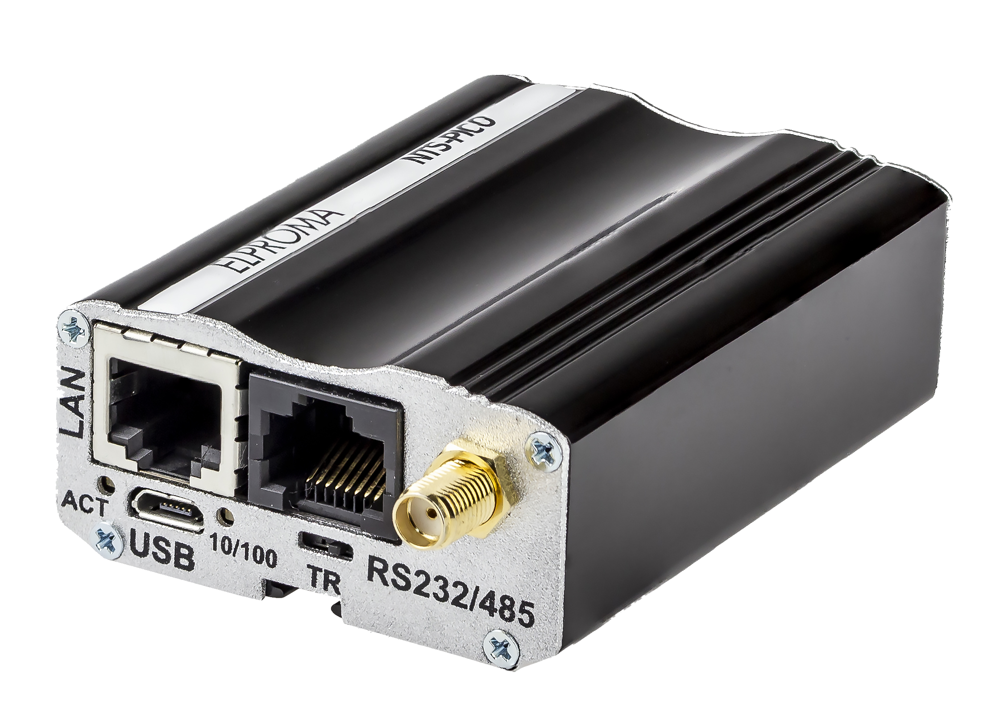 ELPROMA NTS-PICO
LAN
ACT
USB
10/100
TR
RS232/485